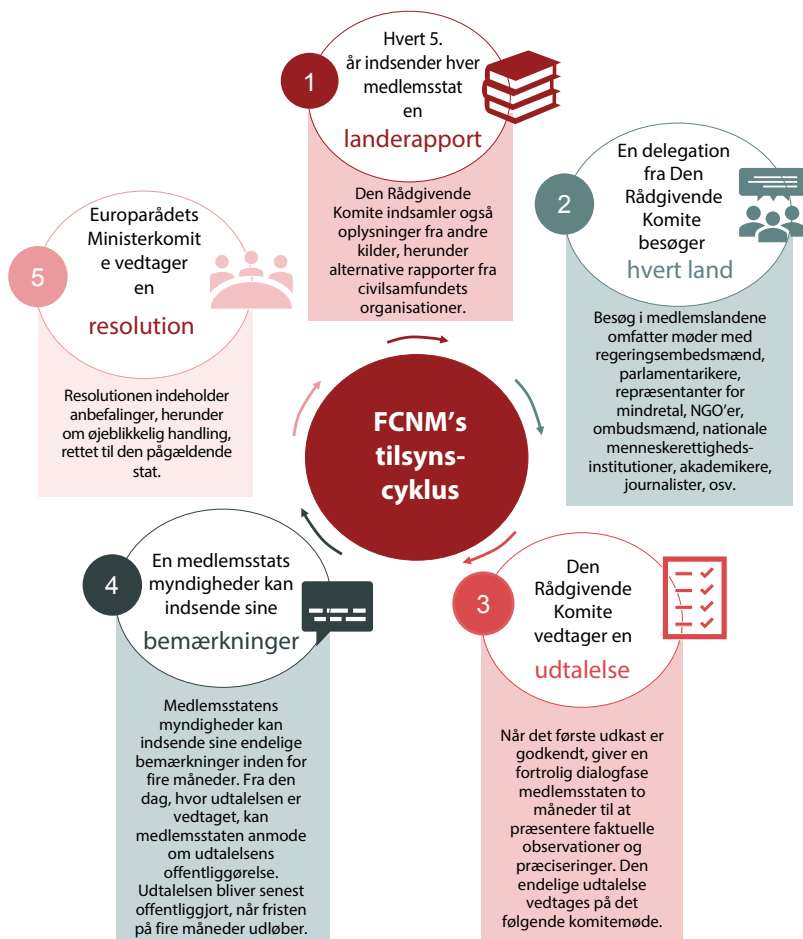 1
Hvert 5.
år indsender hver
medlemsstat
en
landerapport
Den Rådgivende
Komite indsamler også
oplysninger fra andre
kilder, herunder
alternative rapporter fra
civilsamfundets
organisationer.
2
En delegation
fra Den
Rådgivende
Komite
besøger
hvert land
Besøg i medlemslandene
omfatter møder med
regeringsembedsmænd,
parlamentarikere,
repræsentanter for
mindretal, NGO'er,
ombudsmænd, nationale
menneskerettigheds-
institutioner, akademikere,
journalister, osv.
3
Den
Rådgivende
Komite
vedtager en
udtalelse
Når det første udkast er
godkendt, giver en
fortrolig dialogfase
medlemsstaten to
måneder til at
præsentere faktuelle
observationer og
præciseringer. Den
endelige udtalelse
vedtages på det
følgende komitemøde.
4
En medlemsstats
myndigheder kan
indsende sine
bemærkninger
Medlemsstatens
myndigheder kan
indsende sine endelige
bemærkninger inden for
fire måneder. Fra den
dag, hvor udtalelsen er
vedtaget, kan
medlemsstaten anmode
om udtalelsens
offentliggørelse.
Udtalelsen bliver senest
offentliggjort, når fristen
på fire måneder udløber.
5
Europarådets
Ministerkomit
e vedtager
en
resolution
Resolutionen indeholder
anbefalinger, herunder
om øjeblikkelig handling,
rettet til den pågældende
stat.
FCNM's
tilsyns-
cyklus